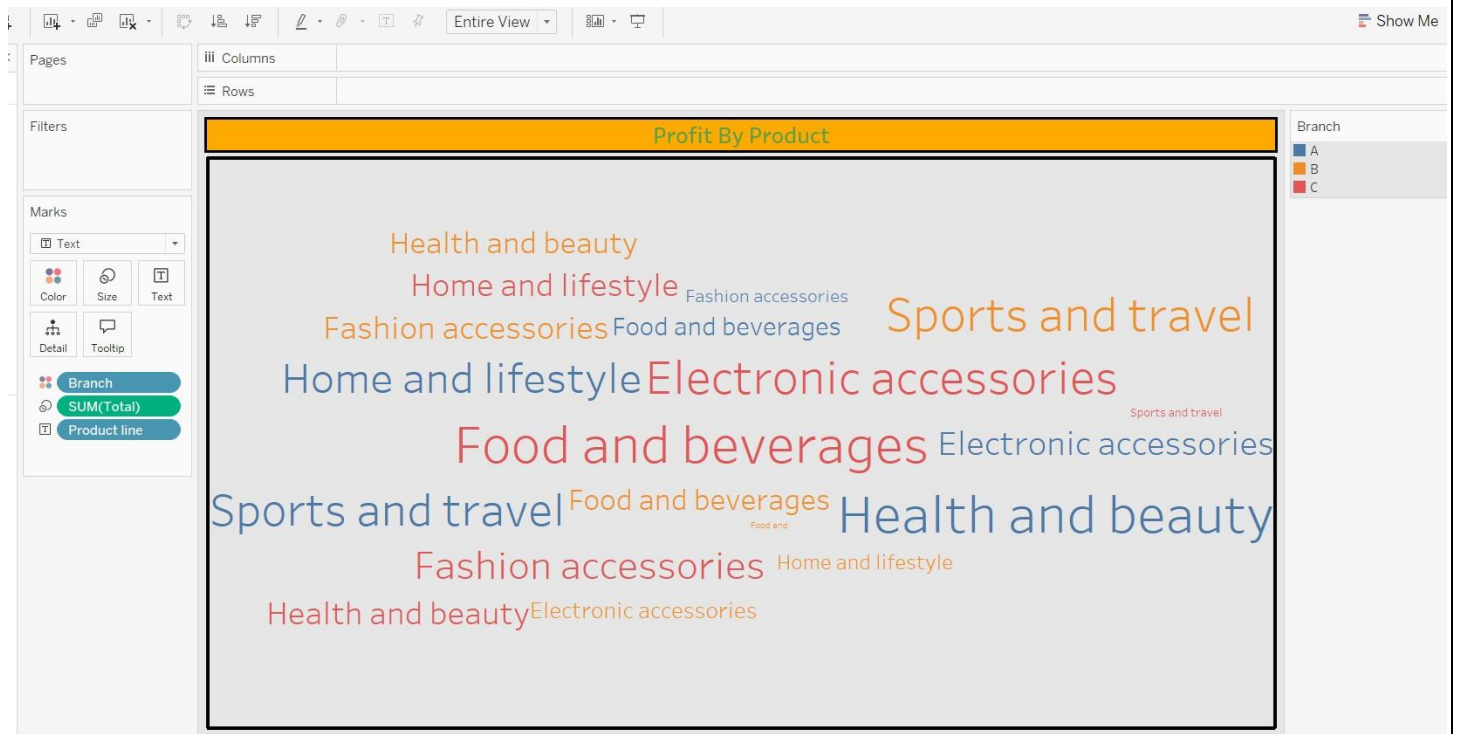 Entire View
Show Me
Pages
Columns
Rows
Filters
Profit By Product
Branch
A
B
C
Marks
Text
Color Size Text
Detail Tooltip
Branch
SUM(Total)
Product line
Health and beauty
Home and lifestyle Fashion accessories
Sports and travel
Fashion accessories Food and beverages
Home and lifestyle Electronic accessories
Sports and travel
Food and beverages Electronic accessories
Sports and travel Food and beverages Health and beauty
Food and
Fashion accessories Home and lifestyle
Health and beauty Electronic accessories